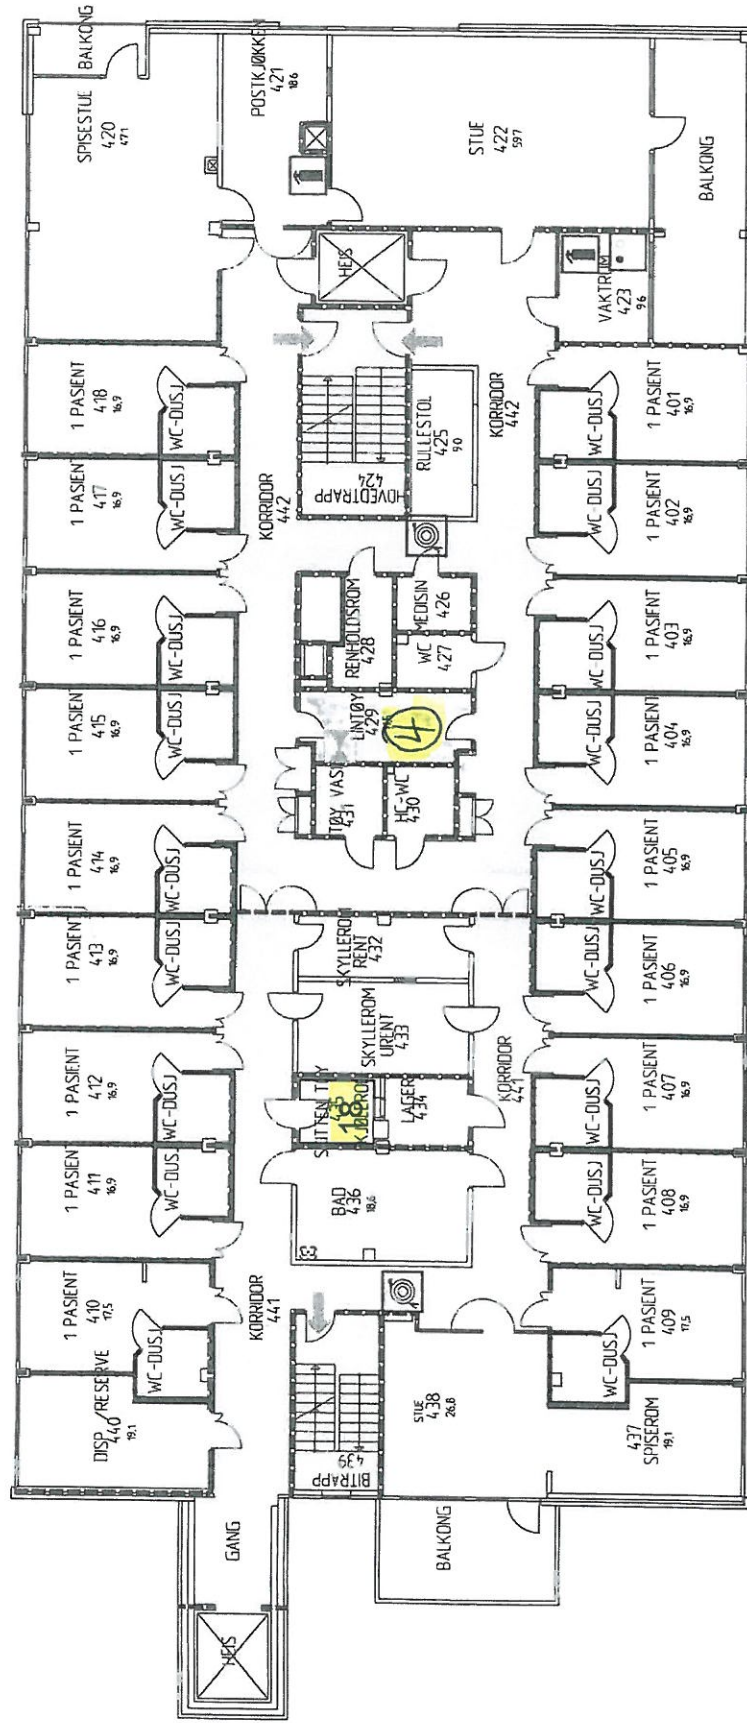 BALKONG
SPISESTUE
420
47,1
POSTKJØKKEN
421
18,6
STUE
422
59,7
BALKONG
HEIS
VAKTROM
423
9,6
1 PASIENT
418
16,9
WC-DUSJ
1 PASIENT
417
16,9
WC-DUSJ
1 PASIENT
416
16,9
WC-DUSJ
1 PASIENT
415
16,9
WC-DUSJ
1 PASIENT
414
16,9
WC-DUSJ
1 PASIENT
413
16,9
WC-DUSJ
1 PASIENT
412
16,9
WC-DUSJ
1 PASIENT
411
16,9
WC-DUSJ
1 PASIENT
410
17,5
WC-DUSJ
DISP./RESERVE
440
19,1
KORRIDOR
442
HOVEDTRAPP
424
RULLESTOL
425
9,0
KORRIDOR
442
RENHOLDSROM
428
MEDISIN
426
WC
427
LINTØY
429
4
TØY VASK
431
HC-WC
430
SKYLLEROM
RENT
432
SKYLLEROM
URENT
433
SKITTENTØY
435
KJØLEROM
18
LAGER
434
KORRIDOR
441
BAD
436
18,6
KORRIDOR
441
BITRAPP
439
STUE
438
26,8
GANG
HEIS
BALKONG
1 PASIENT
401
16,9
WC-DUSJ
1 PASIENT
402
16,9
WC-DUSJ
1 PASIENT
403
16,9
WC-DUSJ
1 PASIENT
404
16,9
WC-DUSJ
1 PASIENT
405
16,9
WC-DUSJ
1 PASIENT
406
16,9
WC-DUSJ
1 PASIENT
407
16,9
WC-DUSJ
1 PASIENT
408
16,9
WC-DUSJ
1 PASIENT
409
17,5
WC-DUSJ
437
SPISEROM
19,1